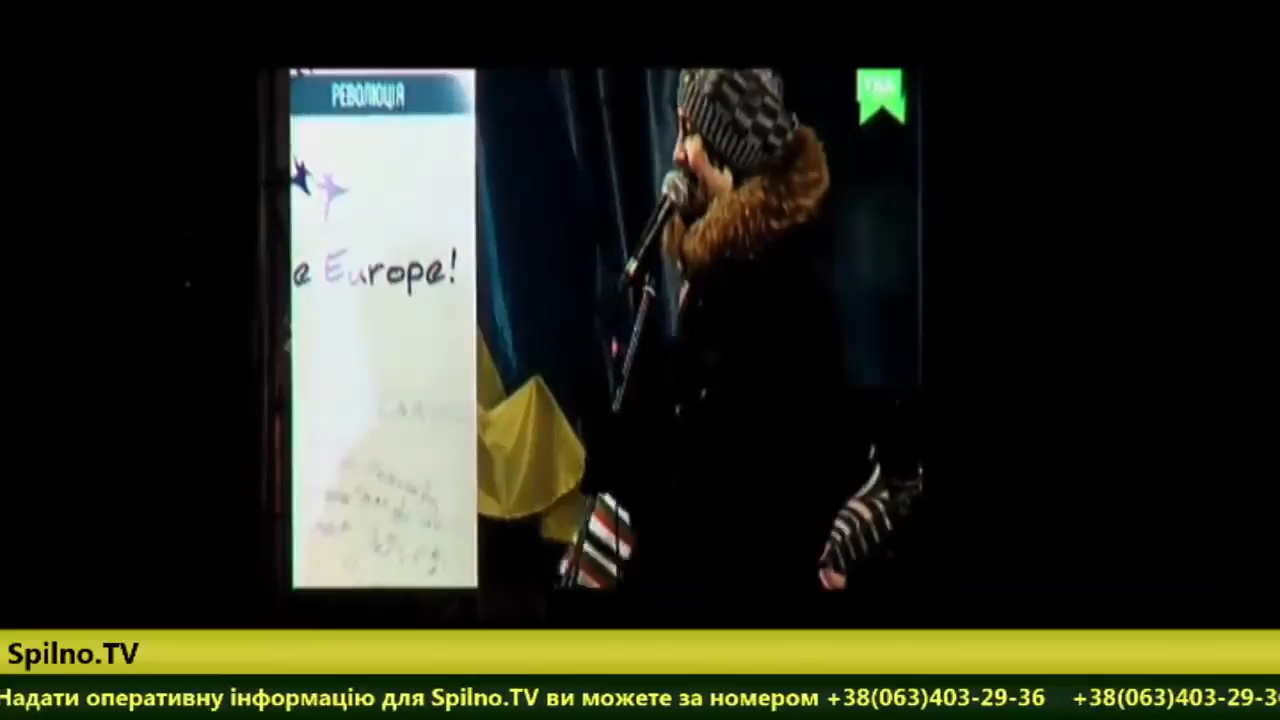 РЕВОЛЮЦІЯ
e Europe!
Spilno.TV
Надати оперативну інформацію для Spilno.TV ви можете за номером +38(063)403-29-36 +38(063)403-29-3